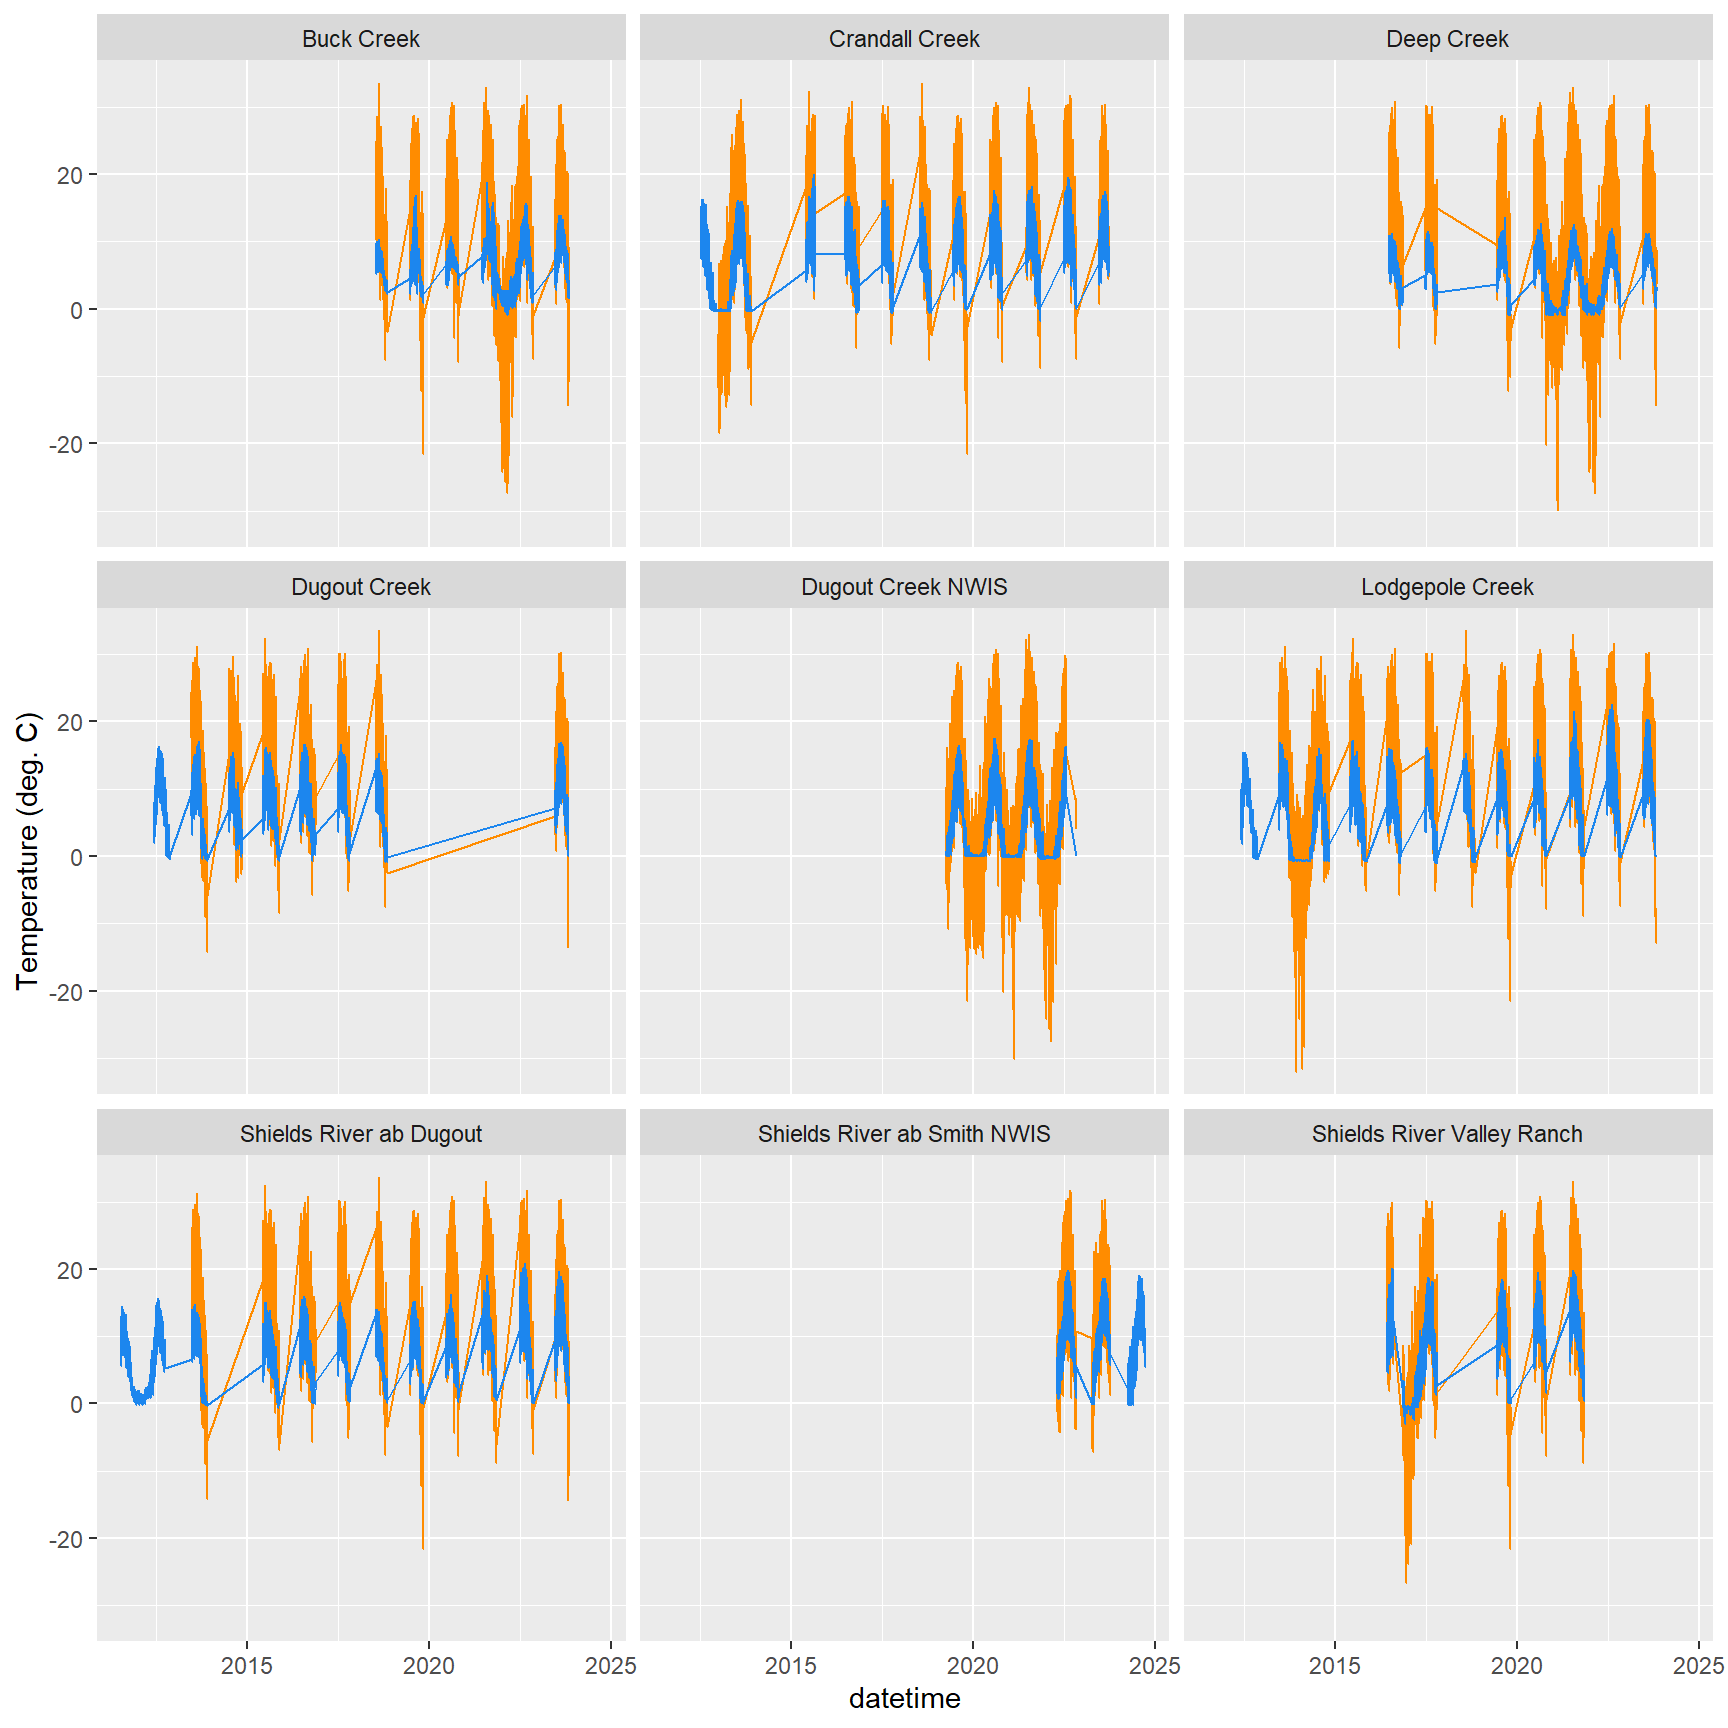 Buck Creek
Crandall Creek
Deep Creek
20
0
-20
Dugout Creek
Dugout Creek NWIS
Lodgepole Creek
20
0
-20
Temperature (deg. C)
Shields River ab Dugout
Shields River ab Smith NWIS
Shields River Valley Ranch
20
0
-20
2015 2020 2025
2015 2020 2025
2015 2020 2025
datetime